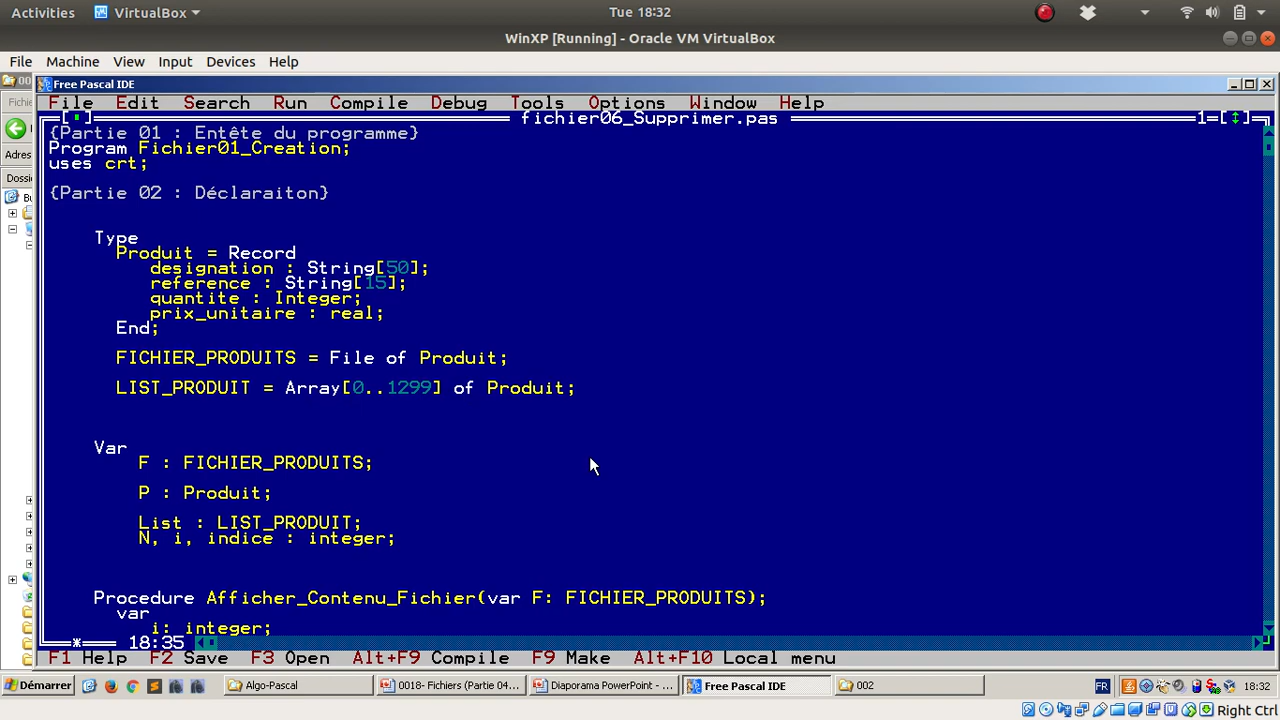 Activities VirtualBox Tue 18:32
WinXP [Running] - Oracle VM VirtualBox
File Machine View Input Devices Help
Free Pascal IDE
File Edit Search Run Compile Debug Tools Options Window Help
fichier06_Supprimer.pas 1
{Partie 01 : Entête du programme}
Program Fichier01_Creation;
uses crt;
{Partie 02 : Déclaraiton}
Type
Produit = Record
designation : String[50];
reference : String[15];
quantite : Integer;
prix_unitaire : real;
End;
FICHIER_PRODUITS = File of Produit;
LIST_PRODUIT = Array[0..1299] of Produit;
Var
F : FICHIER_PRODUITS;
P : Produit;
List : LIST_PRODUIT;
N, i, indice : integer;
Procedure Afficher_Contenu_Fichier(var F: FICHIER_PRODUITS);
var
i: integer;
18:35
F1 Help F2 Save F3 Open Alt+F9 Compile F9 Make Alt+F10 Local menu
Démarrer Algo-Pascal 0018- Fichiers (Partie 04... Diaporama PowerPoint - ... Free Pascal IDE 002 FR 18:32
Right Ctrl